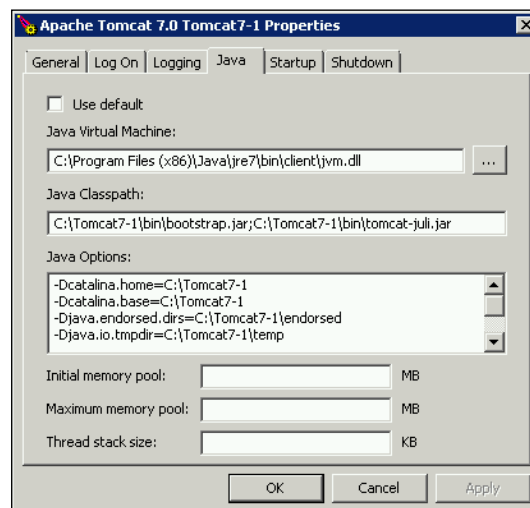 Apache Tomcat 7.0 Tomcat7-1 Properties
General Log On Logging Java Startup Shutdown
Use default
Java Virtual Machine:
C:\Program Files (x86)\Java\jre7\bin\client\jvm.dll ...
Java Classpath:
C:\Tomcat7-1\bin\bootstrap.jar;C:\Tomcat7-1\bin\tomcat-juli.jar
Java Options:
-Dcatalina.home=C:\Tomcat7-1
-Dcatalina.base=C:\Tomcat7-1
-Djava.endorsed.dirs=C:\Tomcat7-1\endorsed
-Djava.io.tmpdir=C:\Tomcat7-1\temp
Initial memory pool: MB
Maximum memory pool: MB
Thread stack size: KB
OK Cancel Apply